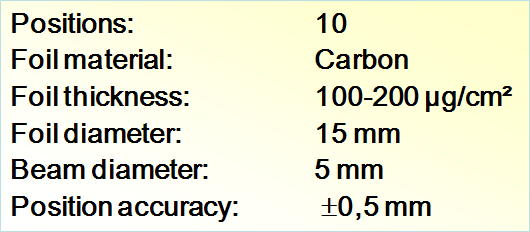 Positions: 10
Foil material: Carbon
Foil thickness: 100-200 µg/cm²
Foil diameter: 15 mm
Beam diameter: 5 mm
Position accuracy: ±0,5 mm